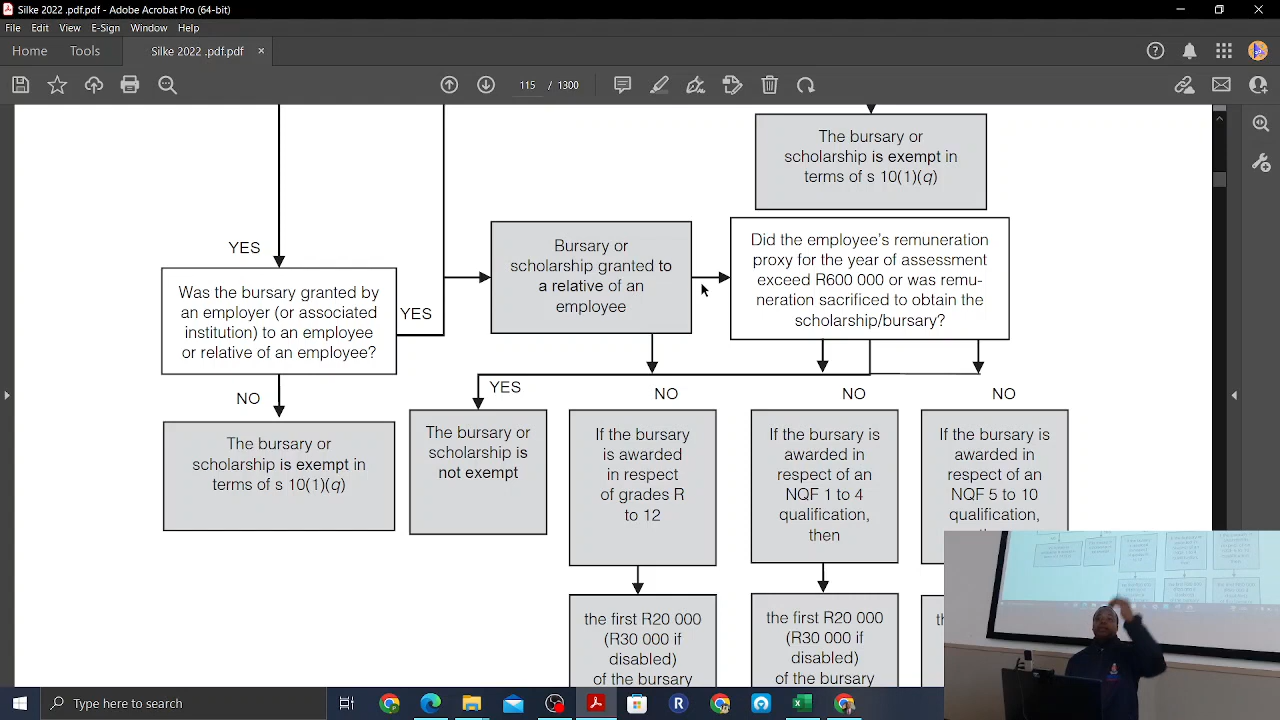 Silke 2022 .pdf.pdf - Adobe Acrobat Pro (64-bit)
File Edit View E-Sign Window Help
Home Tools Silke 2022 .pdf.pdf ×
115 / 1300
The bursary or
scholarship is exempt in
terms of s 10(1)(q)
YES
Was the bursary granted by
an employer (or associated
institution) to an employee
or relative of an employee?
YES
Bursary or
scholarship granted to
a relative of an
employee
Did the employee's remuneration
proxy for the year of assessment
exceed R600 000 or was remu-
neration sacrificed to obtain the
scholarship/bursary?
NO
The bursary or
scholarship is exempt in
terms of s 10(1)(q)
YES
The bursary or
scholarship is
not exempt
NO
If the bursary
is awarded
in respect
of grades R
to 12
NO
If the bursary is
awarded in
respect of an
NQF 1 to 4
qualification,
then
NO
If the bursary is
awarded in
respect of an
NQF 5 to 10
qualification,
the first R20 000
(R30 000 if
disabled)
of the bursary
the first R20 000
(R30 000 if
disabled)
of the bursary
Type here to search